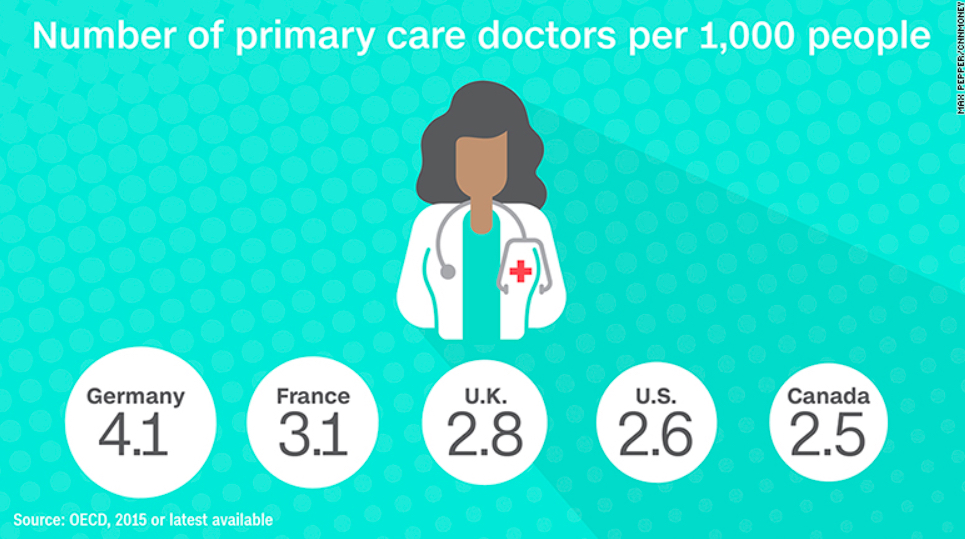 Number of primary care doctors per 1,000 people
MAX PEPPER/CNNMONEY
Germany
4.1
France
3.1
U.K.
2.8
U.S.
2.6
Canada
2.5
Source: OECD, 2015 or latest available